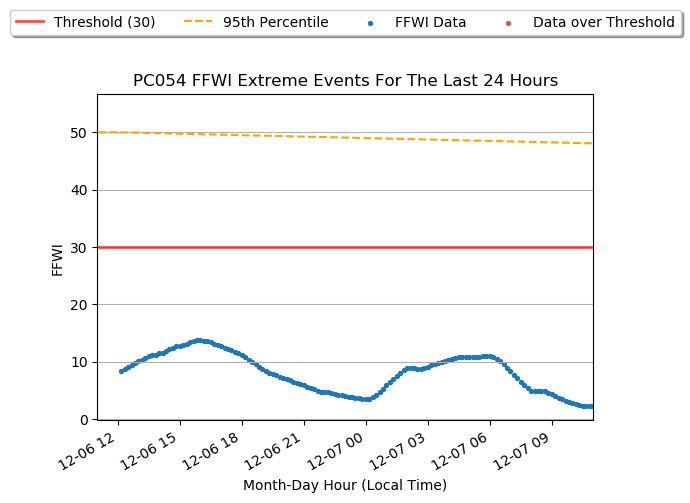 Threshold (30) 95th Percentile FFWI Data Data over Threshold
PC054 FFWI Extreme Events For The Last 24 Hours
50
40
30
20
10
0
FFWI
12-06 12 12-06 15 12-06 18 12-06 21 12-07 00 12-07 03 12-07 06 12-07 09
Month-Day Hour (Local Time)